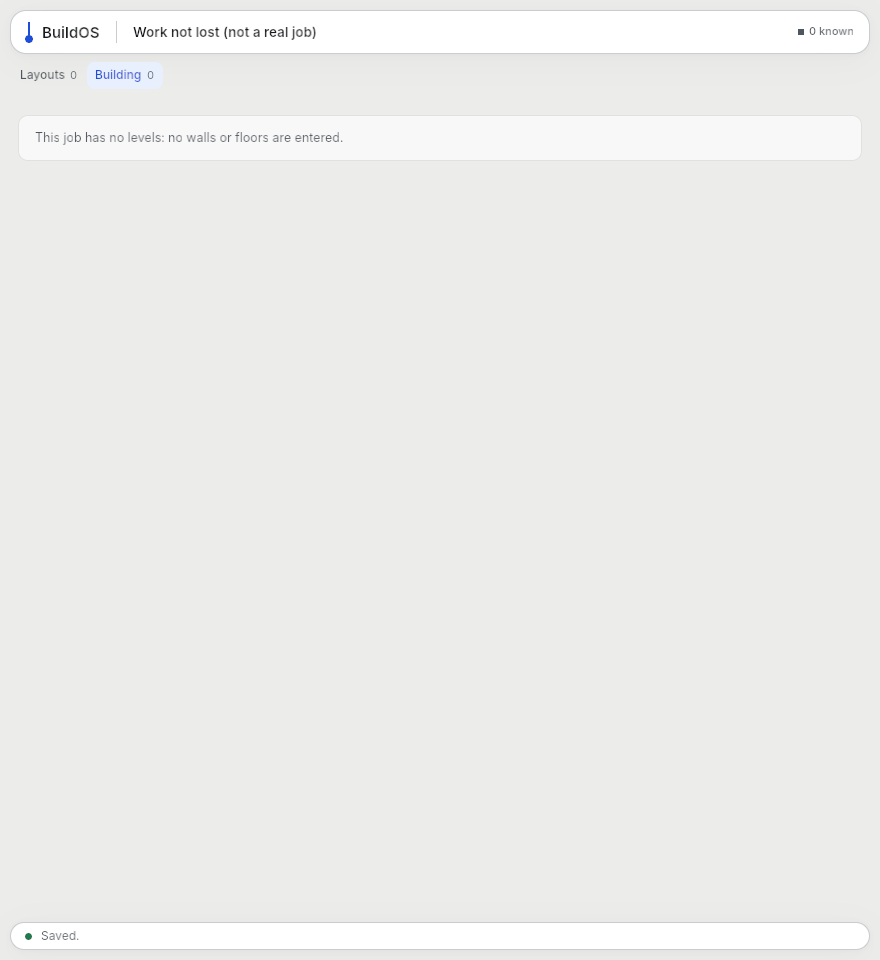 BuildOS
Work not lost (not a real job)
0 known
Layouts 0
Building 0
This job has no levels: no walls or floors are entered.
Saved.